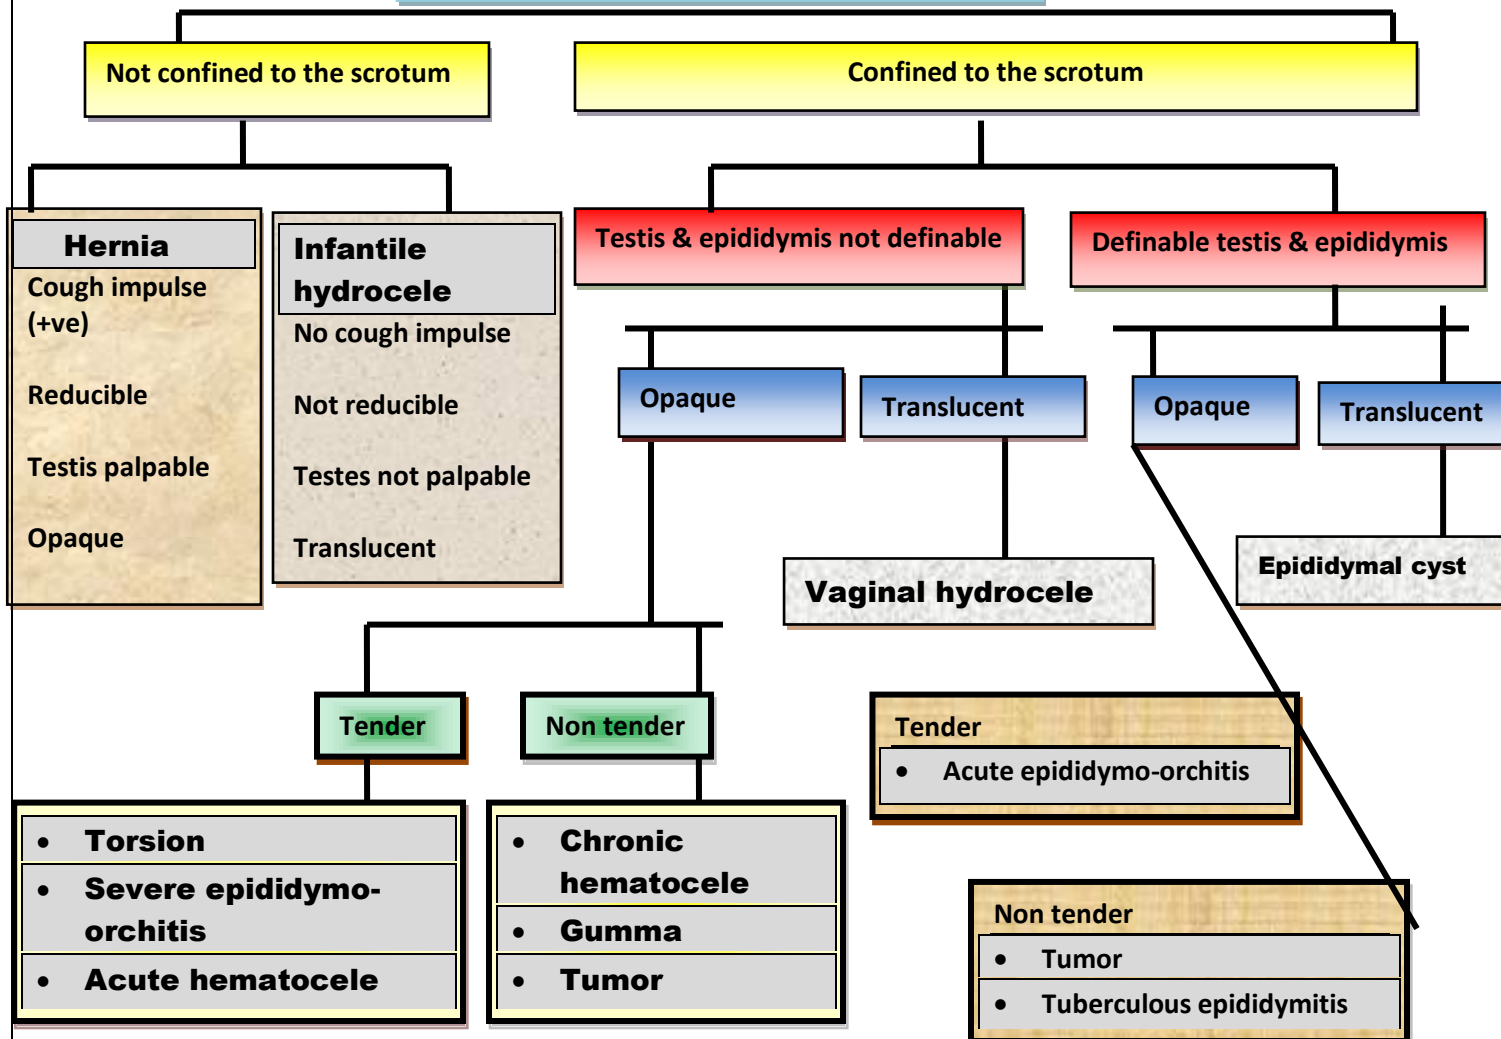 Not confined to the scrotum
Confined to the scrotum
Hernia
Cough impulse
(+ve)
Reducible
Testis palpable
Opaque
Infantile
hydrocele
No cough impulse
Not reducible
Testes not palpable
Translucent
Testis & epididymis not definable
Definable testis & epididymis
Opaque
Translucent
Opaque
Translucent
Vaginal hydrocele
Epididymal cyst
Tender
Non tender
• Torsion
• Severe epididymo-
orchitis
• Acute hematocele
• Chronic
hematocele
• Gumma
• Tumor
Tender
• Acute epididymo-orchitis
Non tender
• Tumor
• Tuberculous epididymitis